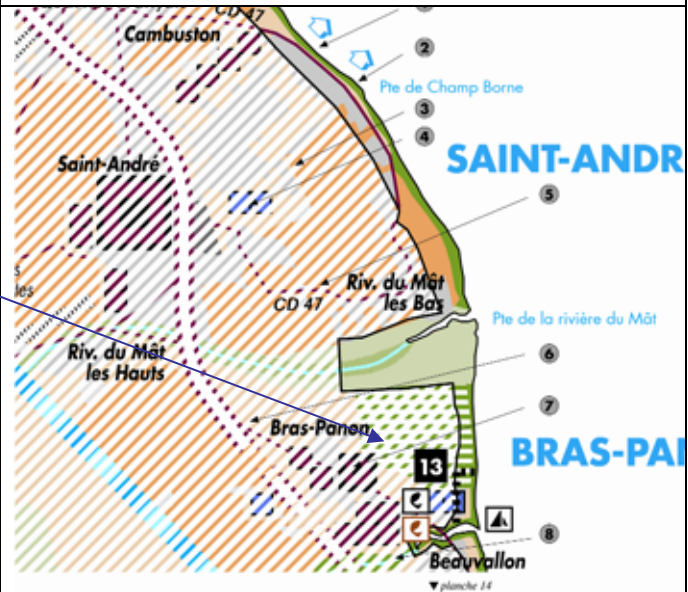 CD 47
Cambuston
2
Pte de Champ Borne
3
4
Saint-André
SAINT-ANDR
5
Riv. du Mât
les Bas
CD 47
s
les
Pte de la rivière du Mât
Riv. du Mât
les Hauts
6
7
Bras-Panon
BRAS-PA
13
8
Beauvallon
▼ planche 14